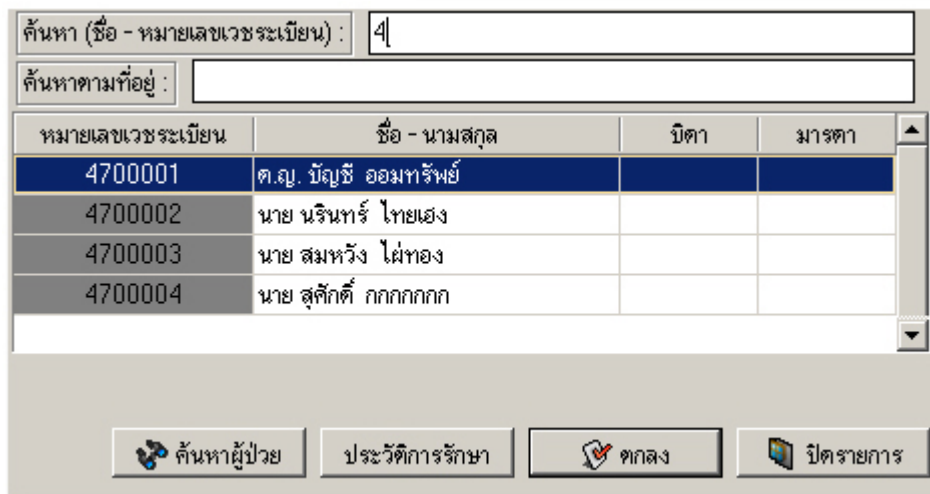 ค้นหา (ชื่อ - หมายเลขเวชระเบียน) : 4
ค้นหาตามที่อยู่ :
หมายเลขเวชระเบียน ชื่อ - นามสกุล บิดา มารดา
4700001 ด.ญ. บัญชี ออมทรัพย์
4700002 นาย นรินทร์ ไทยเฮง
4700003 นาย สมหวัง ไผ่ทอง
4700004 นาย สุศักดิ์ กกกกกกก
ค้นหาผู้ป่วย ประวัติการรักษา ตกลง ปิดรายการ